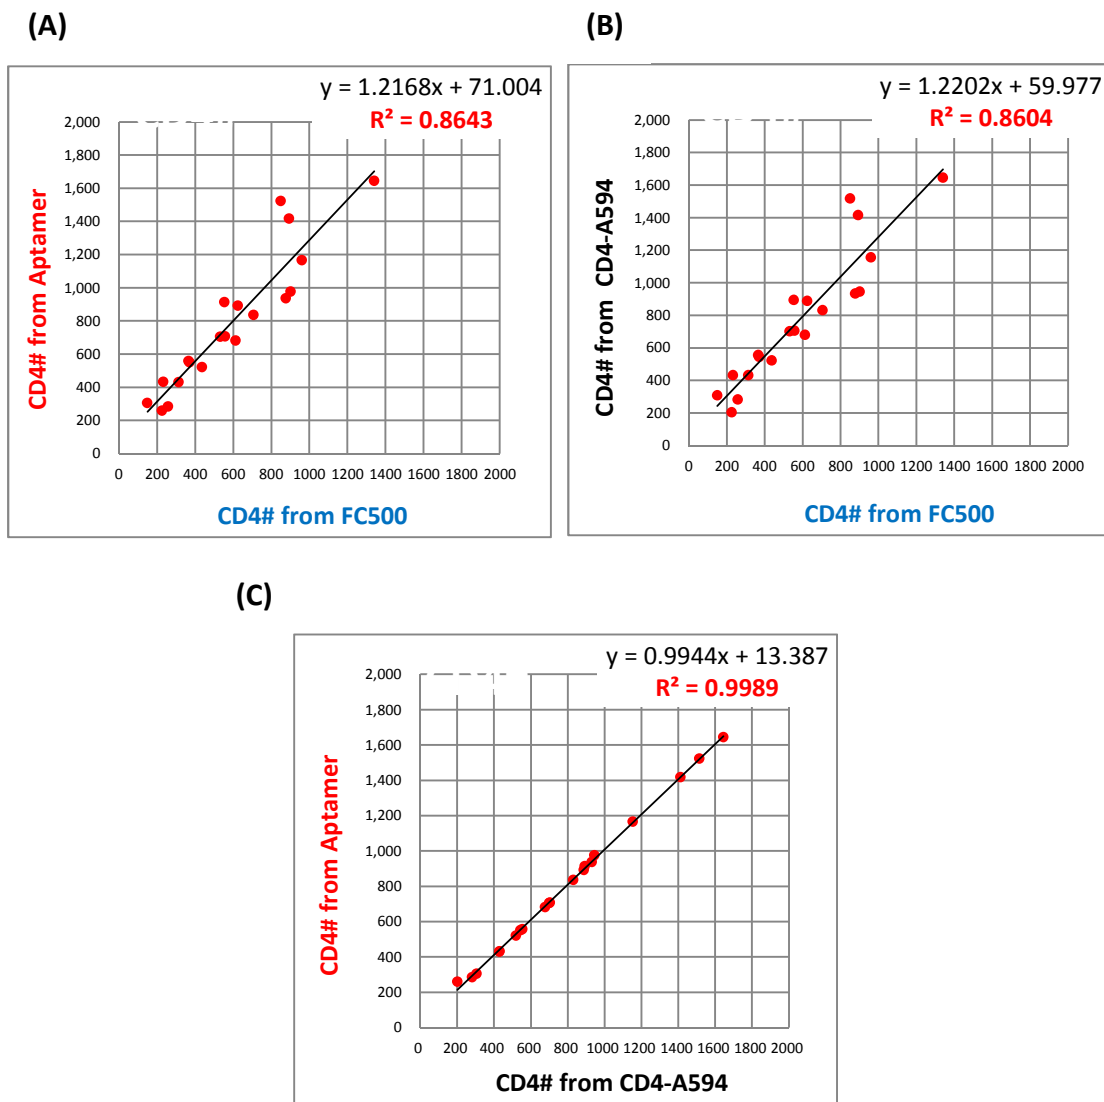 (A)
y = 1.2168x + 71.004
R² = 0.8643
2,000
1,800
1,600
1,400
1,200
1,000
800
600
400
200
0
0 200 400 600 800 1000 1200 1400 1600 1800 2000
CD4# from Aptamer
CD4# from FC500
(B)
y = 1.2202x + 59.977
R² = 0.8604
2,000
1,800
1,600
1,400
1,200
1,000
800
600
400
200
0
0 200 400 600 800 1000 1200 1400 1600 1800 2000
CD4# from CD4-A594
CD4# from FC500
(C)
y = 0.9944x + 13.387
R² = 0.9989
2,000
1,800
1,600
1,400
1,200
1,000
800
600
400
200
0
0 200 400 600 800 1000 1200 1400 1600 1800 2000
CD4# from Aptamer
CD4# from CD4-A594